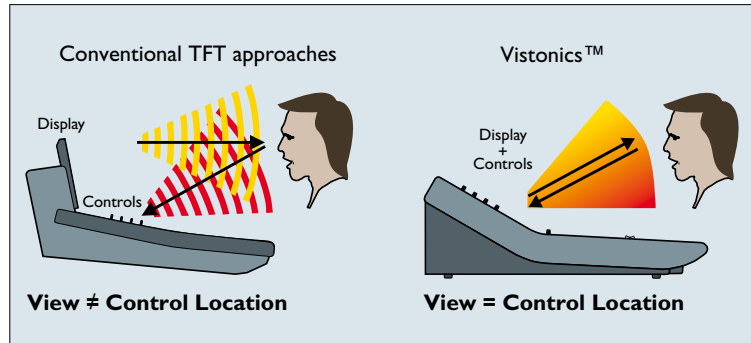 Conventional TFT approaches
Display
Controls
View ≠ Control Location
Vistonics™
Display
+
Controls
View = Control Location